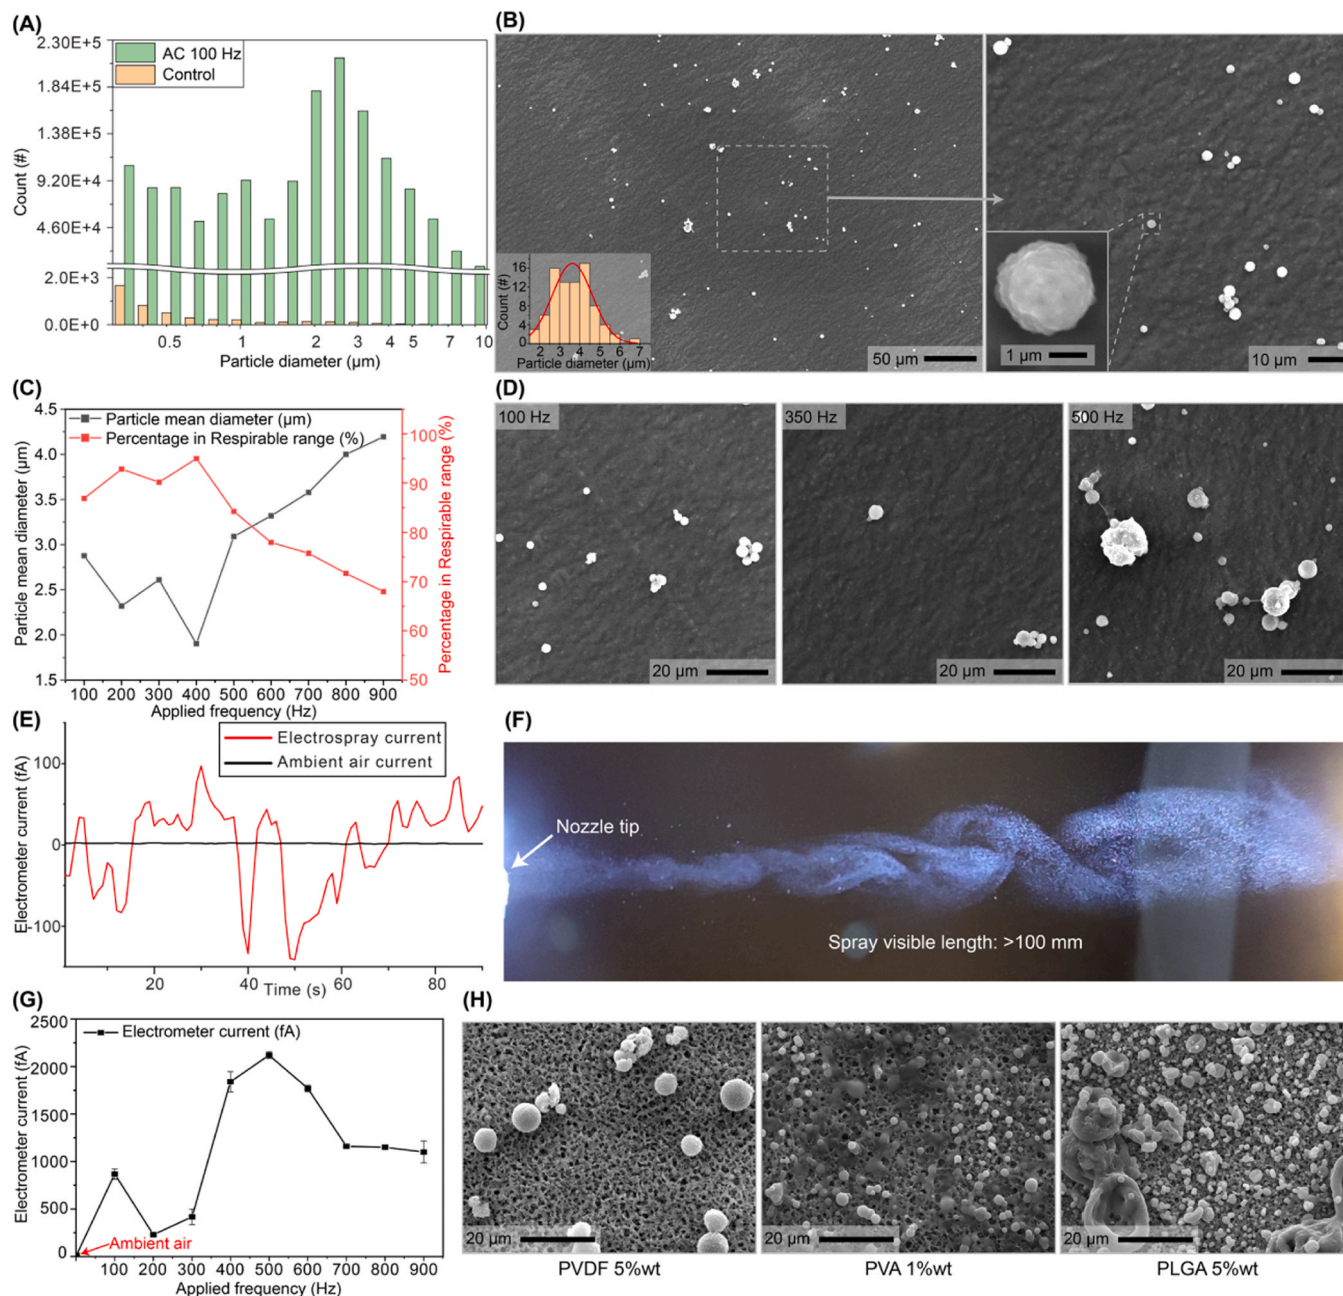 (A)
2.30E+5
1.84E+5
1.38E+5
9.20E+4
4.60E+4
2.0E+3
0.0E+0
Count (#)
AC 100 Hz
Control
0.5 1 2 3 4 5 7 10
Particle diameter (µm)
(B)
16
12
8
4
0
Count (#)
2 3 4 5 6 7
Particle diameter (µm)
50 µm
1 µm
10 µm
(C)
4.5
4.0
3.5
3.0
2.5
2.0
1.5
Particle mean diameter (µm)
Particle mean diameter (µm)
Percentage in Respirable range (%)
100
90
80
70
60
50
Percentage in Respirable range (%)
100 200 300 400 500 600 700 800 900
Applied frequency (Hz)
(D)
100 Hz
350 Hz
500 Hz
20 µm
20 µm
20 µm
(E)
100
0
-100
Electrometer current (fA)
Electrospray current
Ambient air current
20 40 60 80
Time (s)
(F)
Nozzle tip
Spray visible length: >100 mm
(G)
2500
2000
1500
1000
500
0
Electrometer current (fA)
Electrometer current (fA)
Ambient air
100 200 300 400 500 600 700 800 900
Applied frequency (Hz)
(H)
20 µm
20 µm
20 µm
PVDF 5%wt
PVA 1%wt
PLGA 5%wt